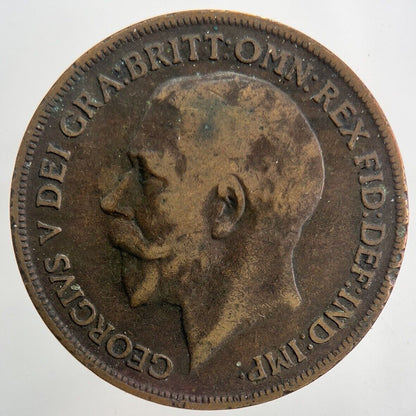 GEORGIVS V DEI GRA:BRITT:OMN:REX FID:DEF:IND:IMP: